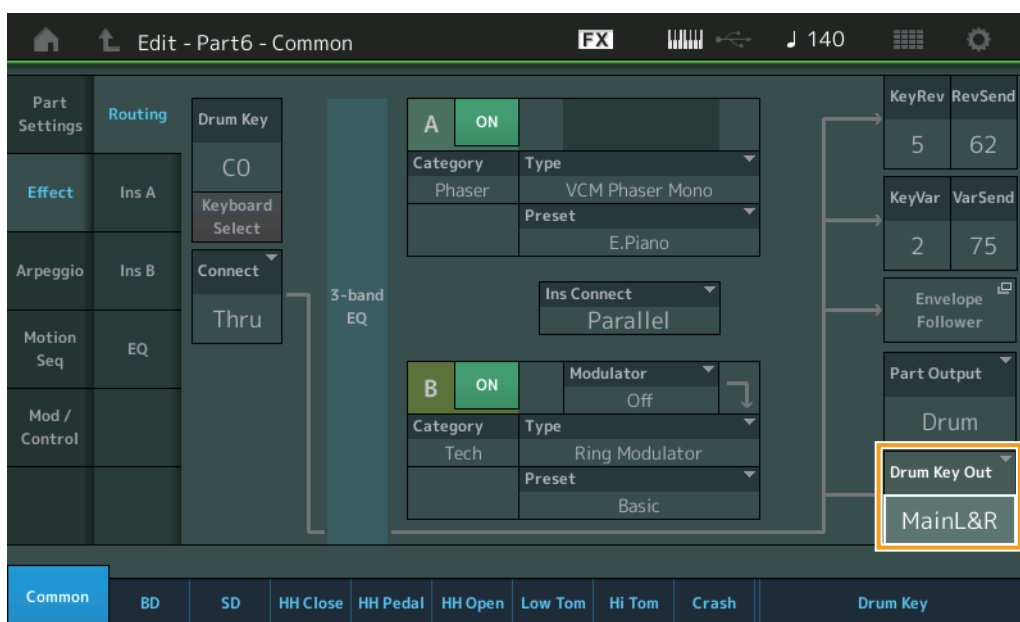 Edit - Part6 - Common
FX
♩ 140
Part
Settings
Effect
Arpeggio
Motion
Seq
Mod /
Control
Routing
Ins A
Ins B
EQ
Drum Key
C0
Keyboard
Select
Connect
Thru
3-band
EQ
A
ON
Category
Phaser
Type
VCM Phaser Mono
Preset
E.Piano
Ins Connect
Parallel
B
ON
Modulator
Off
Category
Tech
Type
Ring Modulator
Preset
Basic
KeyRev
5
RevSend
62
KeyVar
2
VarSend
75
Envelope
Follower
Part Output
Drum
Drum Key Out
MainL&R
Common
BD
SD
HH Close
HH Pedal
HH Open
Low Tom
Hi Tom
Crash
Drum Key